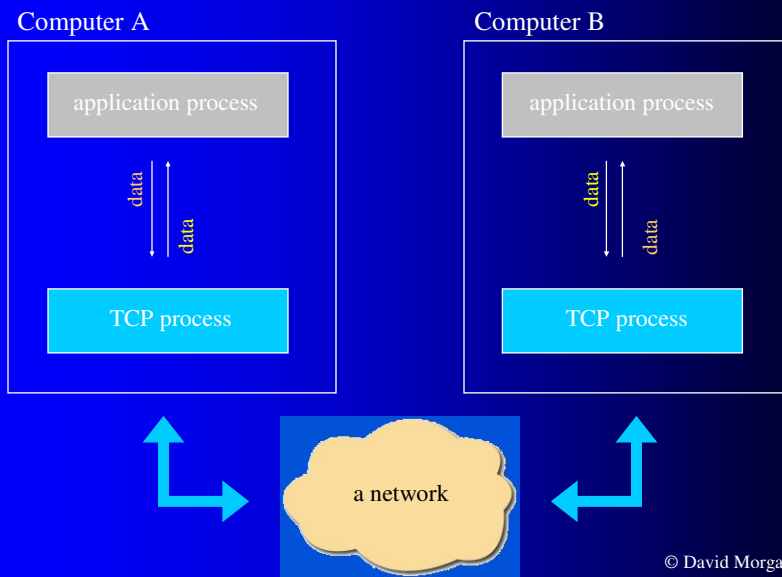 Computer A
Computer B
application process
application process
data
data
data
data
TCP process
TCP process
a network
© David Morga